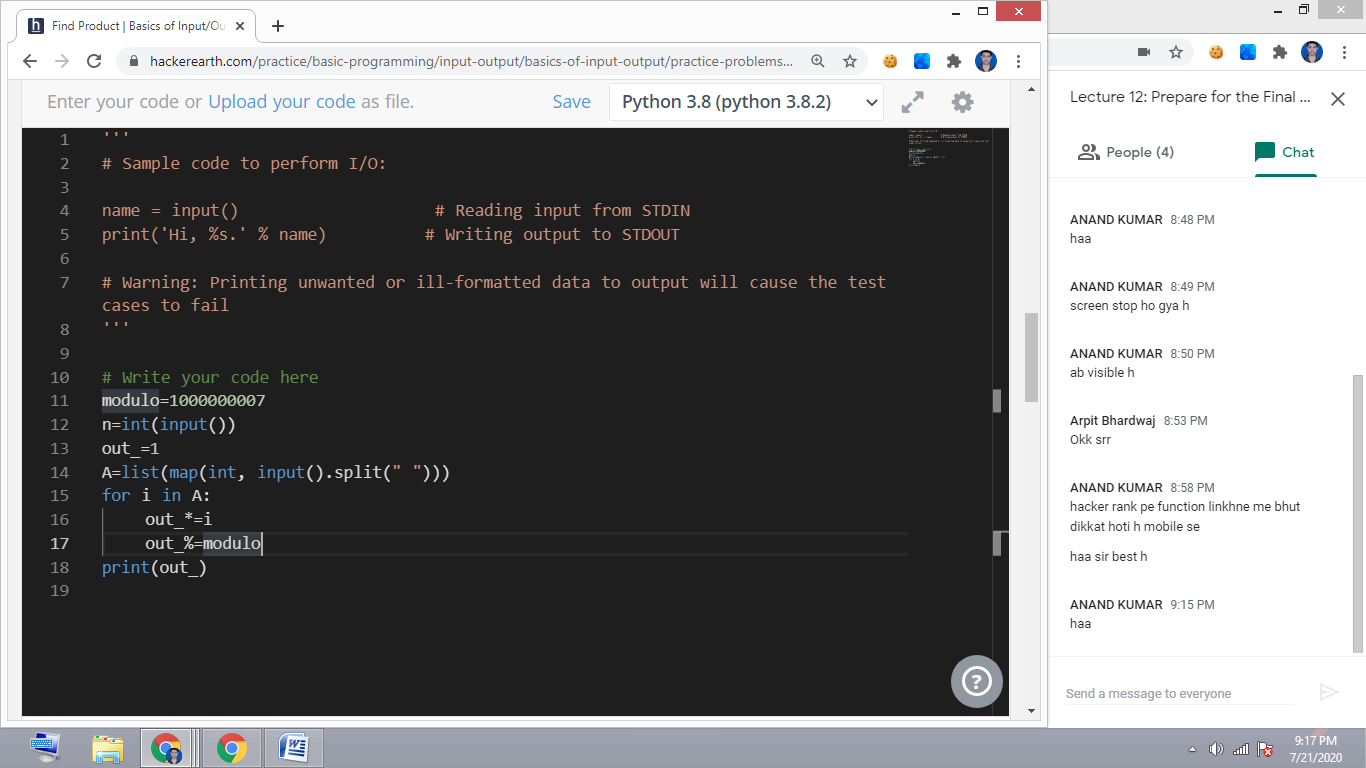 Find Product | Basics of Input/Ou
hackerearth.com/practice/basic-programming/input-output/basics-of-input-output/practice-problems...
Enter your code or Upload your code as file.
Save
Python 3.8 (python 3.8.2)
1 '''
2 # Sample code to perform I/O:
3
4 name = input() # Reading input from STDIN
5 print('Hi, %s.' % name) # Writing output to STDOUT
6
7 # Warning: Printing unwanted or ill-formatted data to output will cause the test
cases to fail
8 '''
9
10 # Write your code here
11 modulo=1000000007
12 n=int(input())
13 out_=1
14 A=list(map(int, input().split(" ")))
15 for i in A:
16 out_*=i
17 out_%=modulo
18 print(out_)
19
?
Lecture 12: Prepare for the Final ...
People (4)
Chat
ANAND KUMAR 8:48 PM
haa
ANAND KUMAR 8:49 PM
screen stop ho gya h
ANAND KUMAR 8:50 PM
ab visible h
Arpit Bhardwaj 8:53 PM
Okk srr
ANAND KUMAR 8:58 PM
hacker rank pe function linkhne me bhut
dikkat hoti h mobile se
haa sir best h
ANAND KUMAR 9:15 PM
haa
Send a message to everyone
9:17 PM
7/21/2020